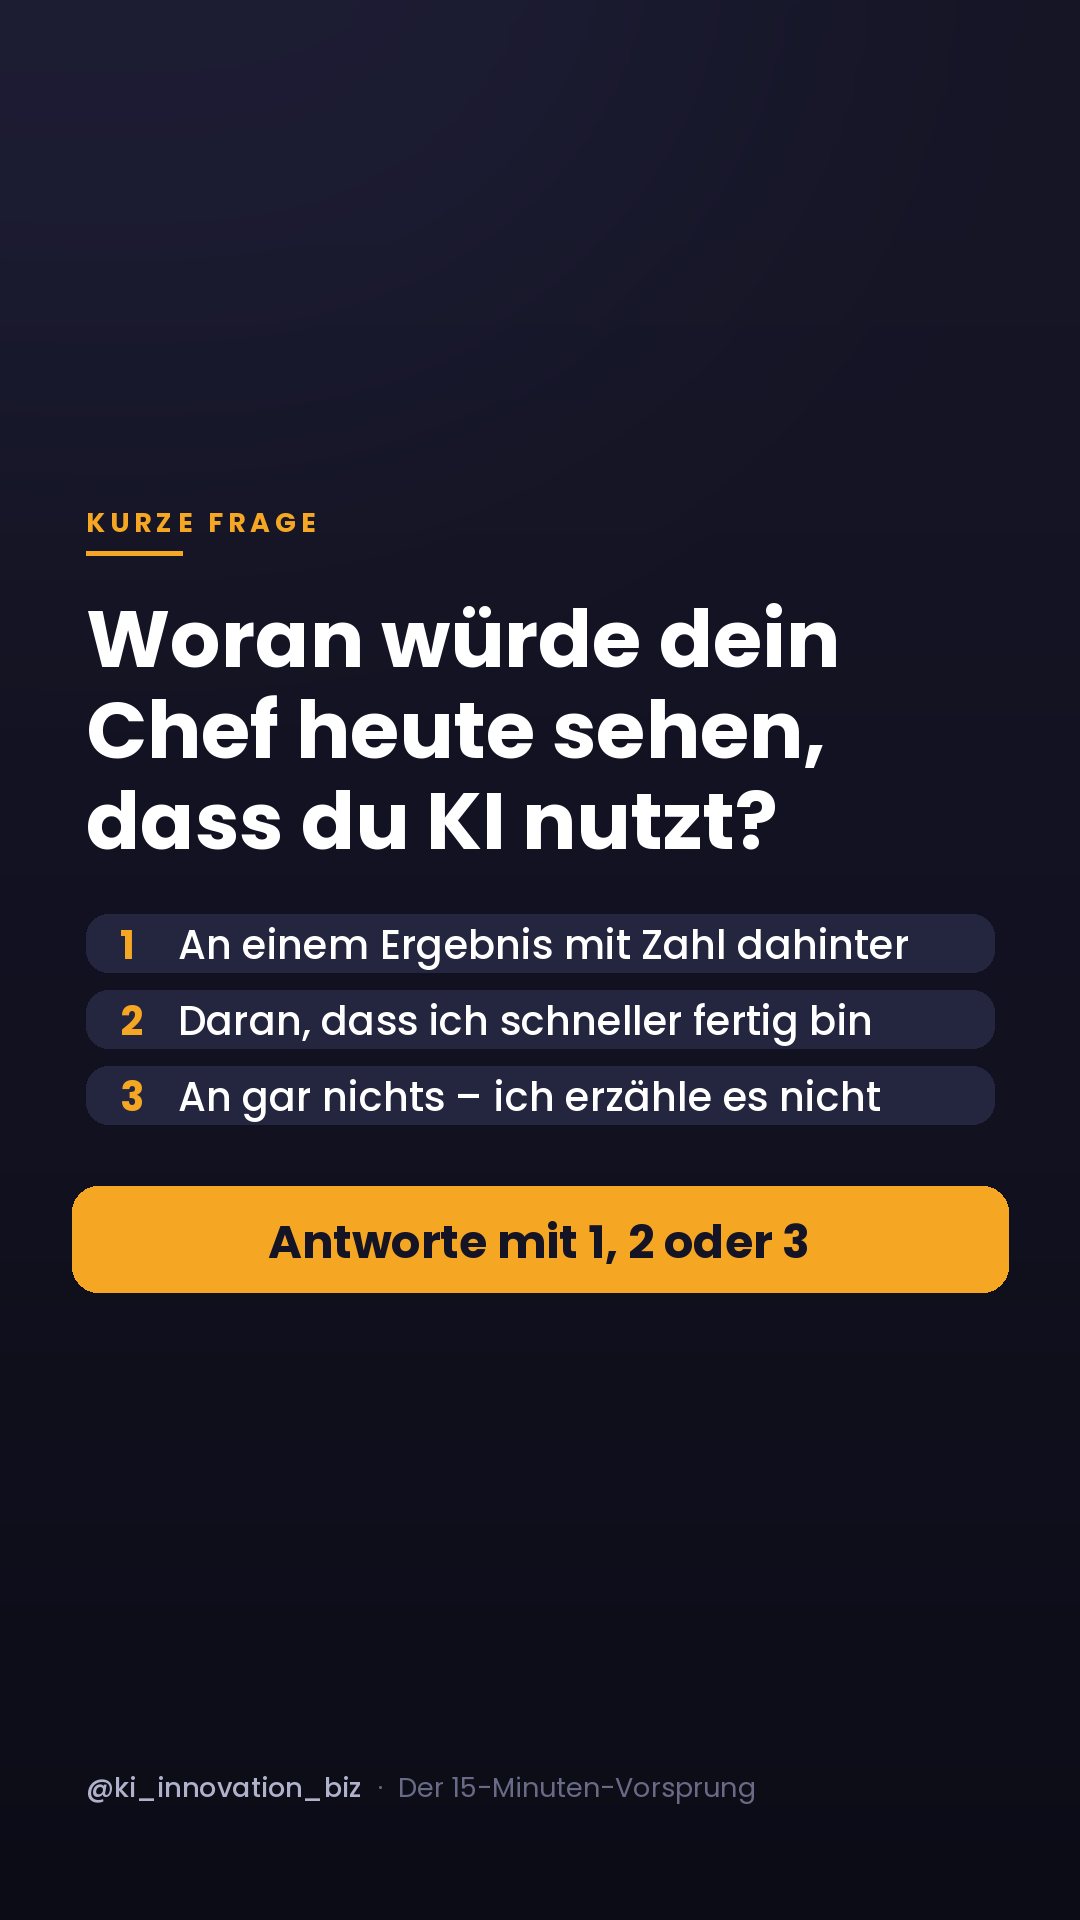 KURZE FRAGE
Woran würde dein
Chef heute sehen,
dass du KI nutzt?
1 An einem Ergebnis mit Zahl dahinter
2 Daran, dass ich schneller fertig bin
3 An gar nichts – ich erzähle es nicht
Antworte mit 1, 2 oder 3
@ki_innovation_biz · Der 15-Minuten-Vorsprung